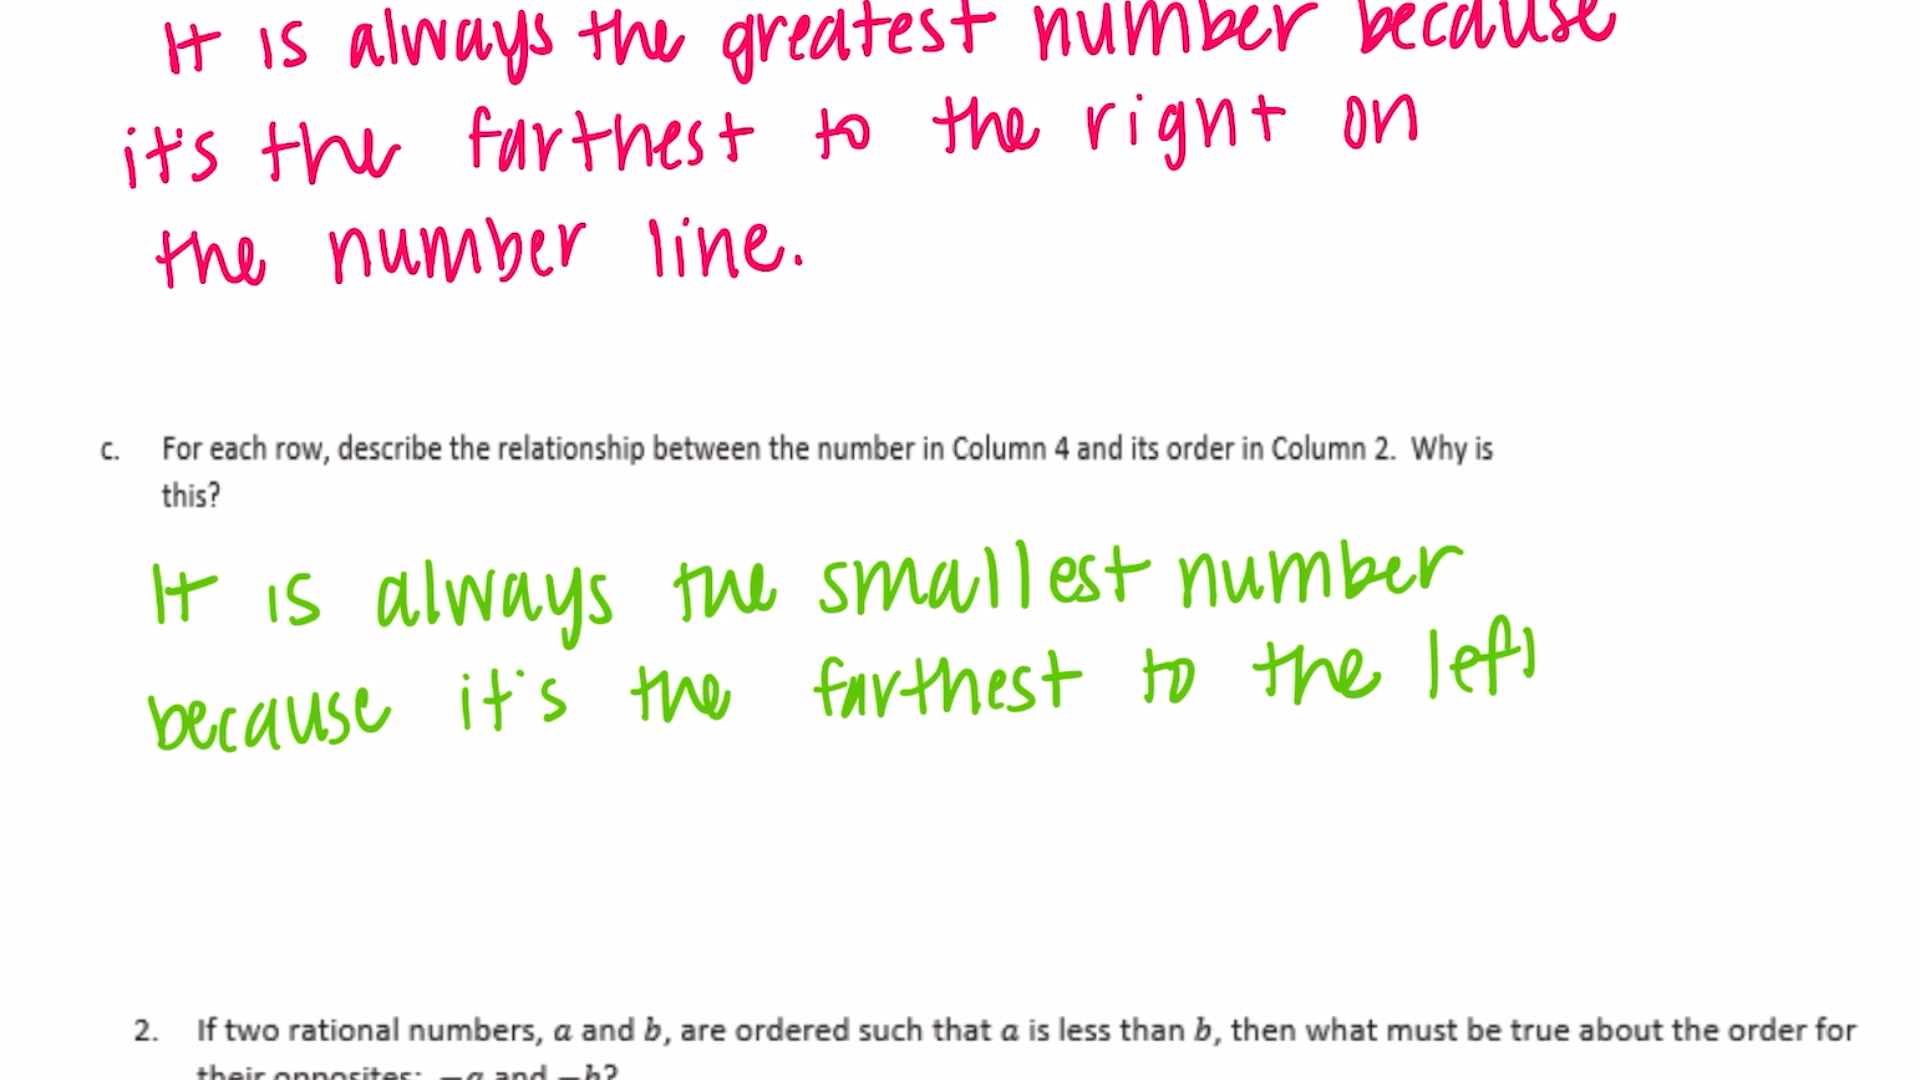 It is always the greatest number because
it's the farthest to the right on
the number line.
c. For each row, describe the relationship between the number in Column 4 and its order in Column 2. Why is
this?
It is always the smallest number
because it's the farthest to the left
2. If two rational numbers, a and b, are ordered such that a is less than b, then what must be true about the order for
their opposites: −a and −b?